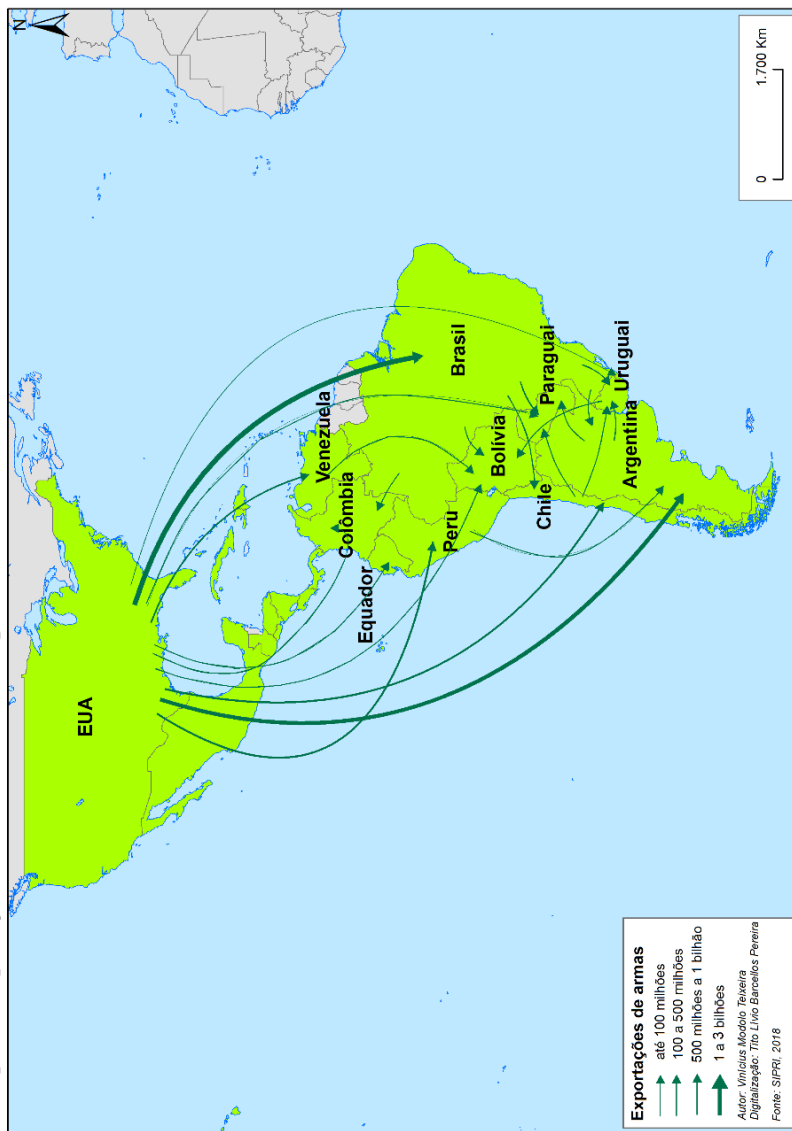 N
EUA
Venezuela
Colômbia
Equador
Brasil
Peru
Bolívia
Paraguai
Chile
Argentina
Uruguai
Exportações de armas
até 100 milhões
100 a 500 milhões
500 milhões a 1 bilhão
1 a 3 bilhões
Autor: Vinícius Modolo Teixeira
Digitalização: Tito Lívio Barcellos Pereira
Fonte: SIPRI, 2018
0 1.700 Km